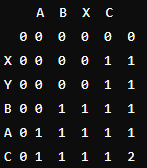 A B X C
0 0 0 0 0 0
X 0 0 0 0 1 1
Y 0 0 0 0 1 1
B 0 0 1 1 1 1
A 0 1 1 1 1 1
C 0 1 1 1 1 2